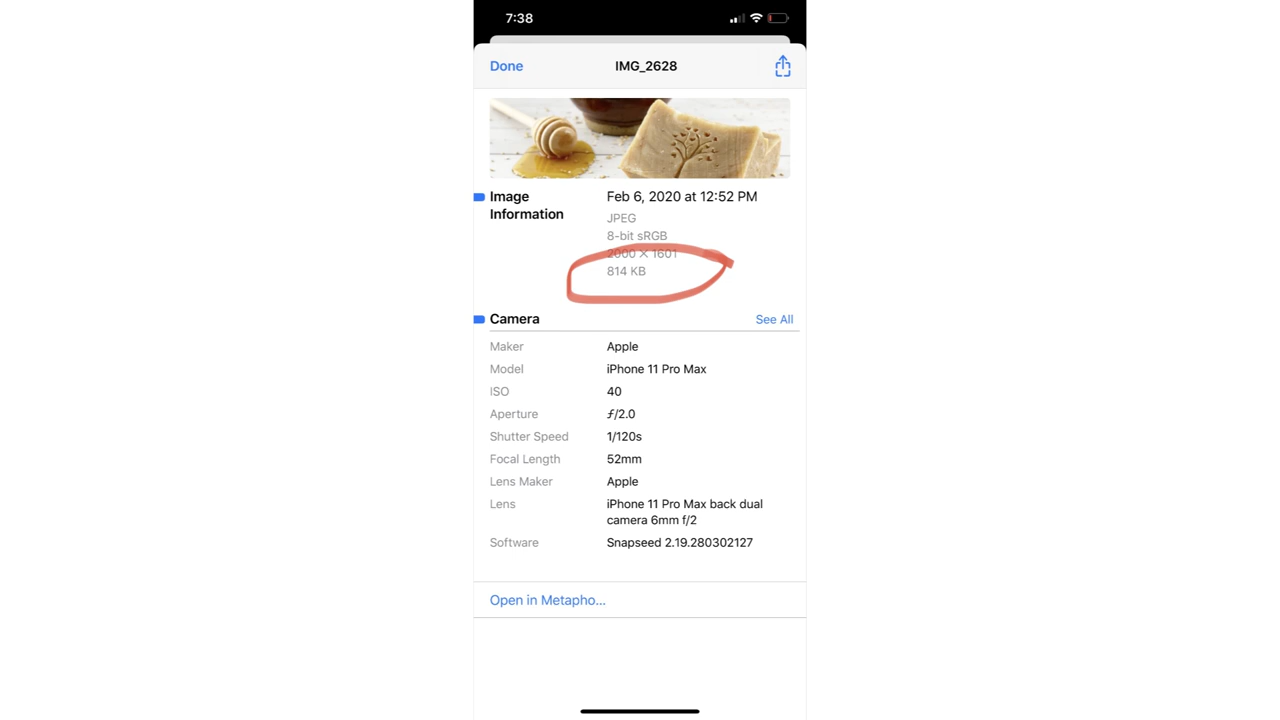 7:38
Done IMG_2628
Image Feb 6, 2020 at 12:52 PM
Information
JPEG
8-bit sRGB
2000 × 1601
814 KB
Camera See All
Maker Apple
Model iPhone 11 Pro Max
ISO 40
Aperture ƒ/2.0
Shutter Speed 1/120s
Focal Length 52mm
Lens Maker Apple
Lens iPhone 11 Pro Max back dual
camera 6mm f/2
Software Snapseed 2.19.280302127
Open in Metapho...